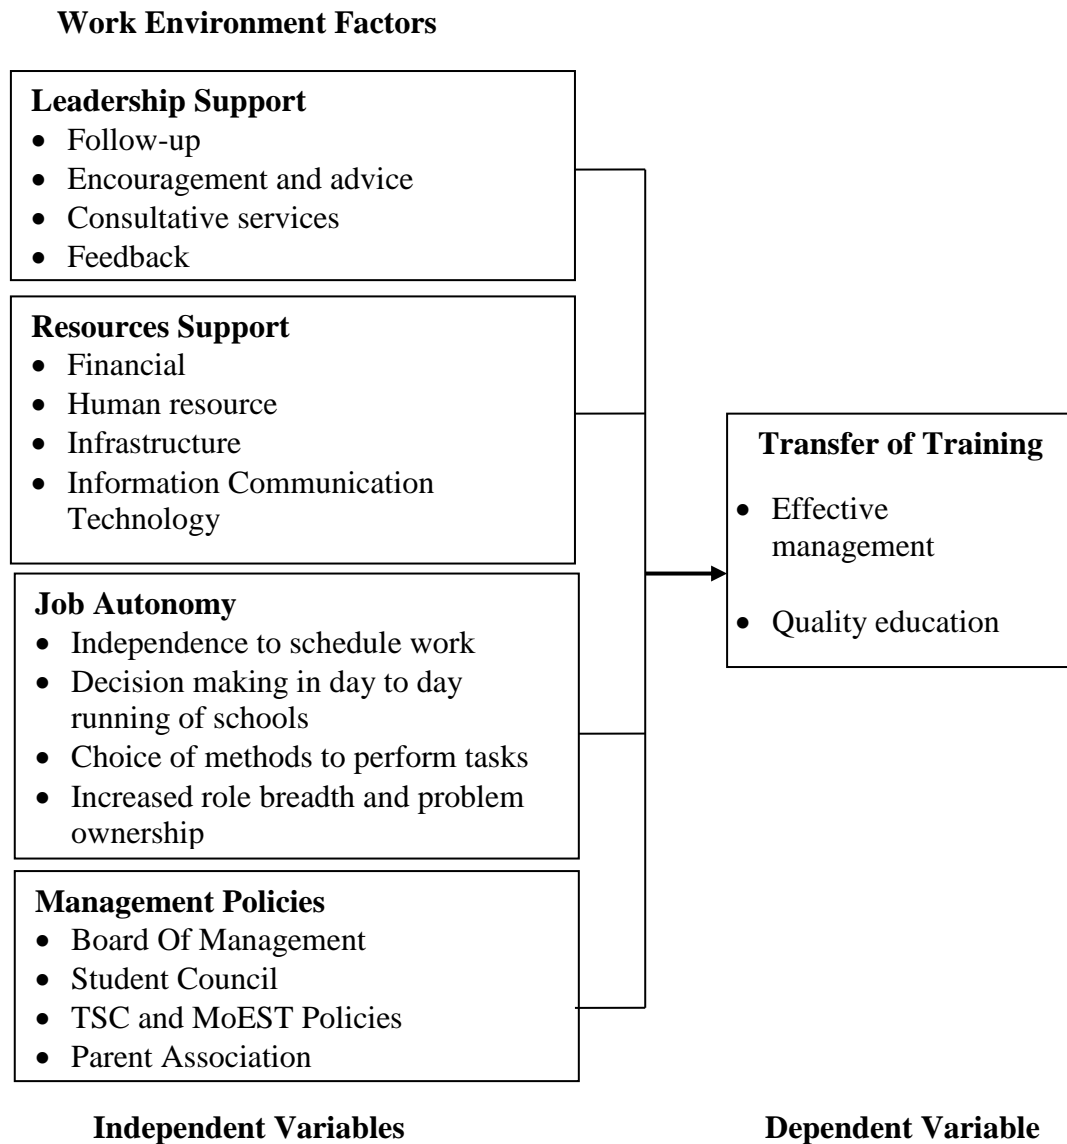 Work Environment Factors
Leadership Support
• Follow-up
• Encouragement and advice
• Consultative services
• Feedback
Resources Support
• Financial
• Human resource
• Infrastructure
• Information Communication
Technology
Job Autonomy
• Independence to schedule work
• Decision making in day to day
running of schools
• Choice of methods to perform tasks
• Increased role breadth and problem
ownership
Management Policies
• Board Of Management
• Student Council
• TSC and MoEST Policies
• Parent Association
Transfer of Training
• Effective
management
• Quality education
Independent Variables
Dependent Variable